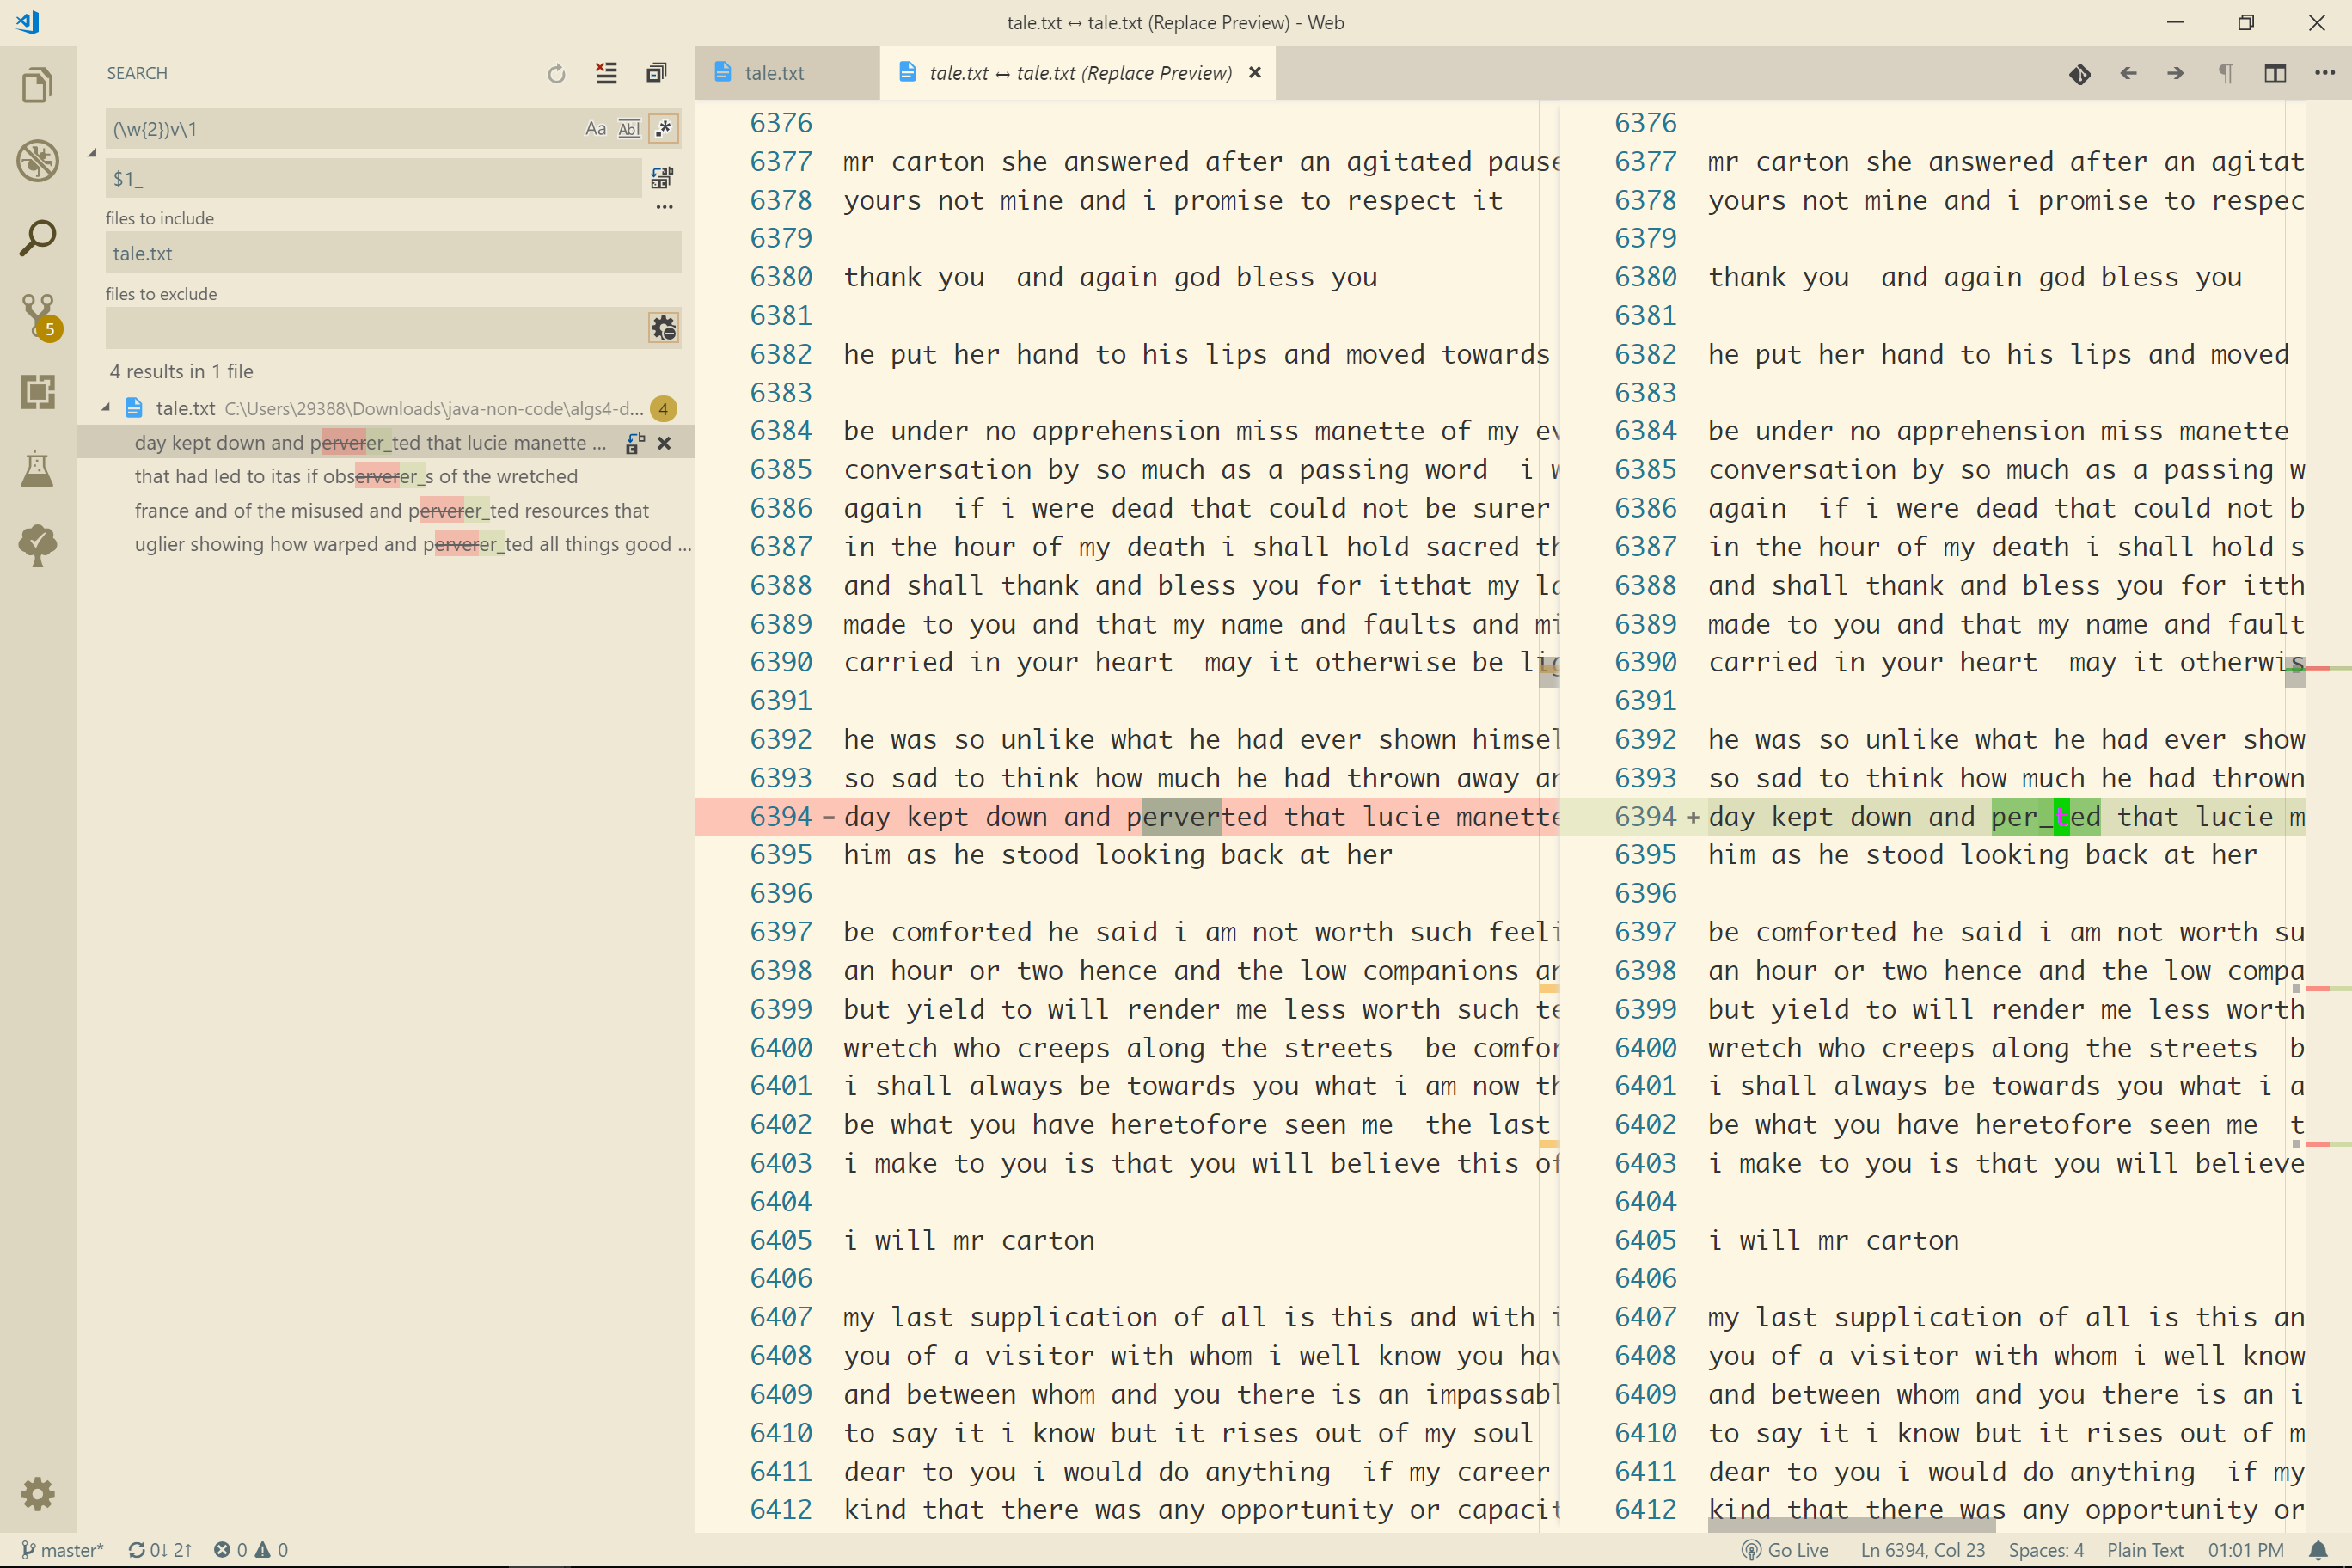 tale.txt ↔ tale.txt (Replace Preview) - Web
SEARCH
(\w{2})v\1
Aa Abl .*
$1_
files to include
tale.txt
files to exclude
5
4 results in 1 file
tale.txt C:\Users\29388\Downloads\java-non-code\algs4-d... 4
day kept down and perverer_ted that lucie manette ...
that had led to itas if observerer_s of the wretched
france and of the misused and perverer_ted resources that
uglier showing how warped and perverer_ted all things good ...
tale.txt
tale.txt ↔ tale.txt (Replace Preview)
6376
6377 mr carton she answered after an agitated pause
6378 yours not mine and i promise to respect it
6379
6380 thank you  and again god bless you
6381
6382 he put her hand to his lips and moved towards
6383
6384 be under no apprehension miss manette of my ev
6385 conversation by so much as a passing word  i w
6386 again  if i were dead that could not be surer
6387 in the hour of my death i shall hold sacred th
6388 and shall thank and bless you for itthat my la
6389 made to you and that my name and faults and mi
6390 carried in your heart  may it otherwise be lig
6391
6392 he was so unlike what he had ever shown himsel
6393 so sad to think how much he had thrown away an
6394 - day kept down and perverted that lucie manette
6395 him as he stood looking back at her
6396
6397 be comforted he said i am not worth such feeli
6398 an hour or two hence and the low companions an
6399 but yield to will render me less worth such te
6400 wretch who creeps along the streets  be comfor
6401 i shall always be towards you what i am now th
6402 be what you have heretofore seen me  the last
6403 i make to you is that you will believe this of
6404
6405 i will mr carton
6406
6407 my last supplication of all is this and with i
6408 you of a visitor with whom i well know you hav
6409 and between whom and you there is an impassabl
6410 to say it i know but it rises out of my soul
6411 dear to you i would do anything  if my career
6412 kind that there was any opportunity or capacit
6376
6377 mr carton she answered after an agitat
6378 yours not mine and i promise to respec
6379
6380 thank you  and again god bless you
6381
6382 he put her hand to his lips and moved
6383
6384 be under no apprehension miss manette
6385 conversation by so much as a passing w
6386 again  if i were dead that could not b
6387 in the hour of my death i shall hold s
6388 and shall thank and bless you for itth
6389 made to you and that my name and fault
6390 carried in your heart  may it otherwis
6391
6392 he was so unlike what he had ever show
6393 so sad to think how much he had thrown
6394 + day kept down and per_ted that lucie m
6395 him as he stood looking back at her
6396
6397 be comforted he said i am not worth su
6398 an hour or two hence and the low compa
6399 but yield to will render me less worth
6400 wretch who creeps along the streets  b
6401 i shall always be towards you what i a
6402 be what you have heretofore seen me  t
6403 i make to you is that you will believe
6404
6405 i will mr carton
6406
6407 my last supplication of all is this an
6408 you of a visitor with whom i well know
6409 and between whom and you there is an i
6410 to say it i know but it rises out of m
6411 dear to you i would do anything  if my
6412 kind that there was any opportunity or
master* 0↓ 2↑ 0 0 Go Live Ln 6394, Col 23 Spaces: 4 Plain Text 01:01 PM